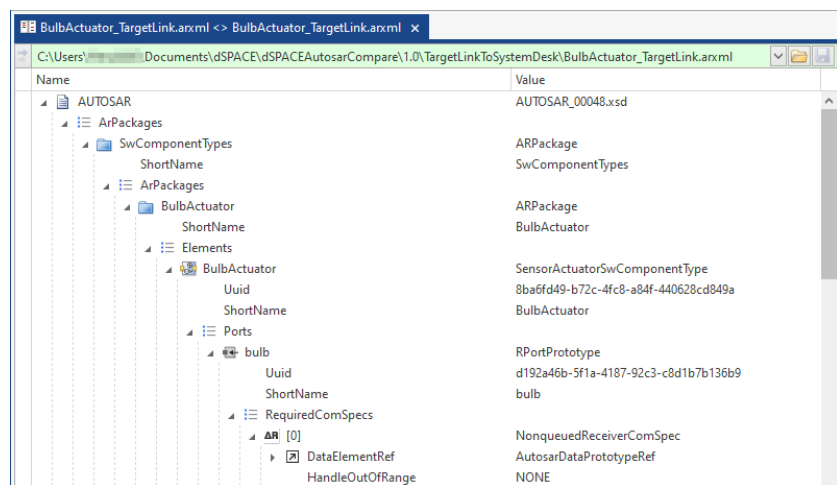 BulbActuator_TargetLink.arxml <> BulbActuator_TargetLink.arxml ×
C:\Users\ Documents\dSPACE\dSPACEAutosarCompare\1.0\TargetLinkToSystemDesk\BulbActuator_TargetLink.arxml
Name Value
AUTOSAR AUTOSAR_00048.xsd
ArPackages
SwComponentTypes ARPackage
ShortName SwComponentTypes
ArPackages
BulbActuator ARPackage
ShortName BulbActuator
Elements
BulbActuator SensorActuatorSwComponentType
Uuid 8ba6fd49-b72c-4fc8-a84f-440628cd849a
ShortName BulbActuator
Ports
bulb RPortPrototype
Uuid d192a46b-5f1a-4187-92c3-c8d1b7b136b9
ShortName bulb
RequiredComSpecs
AR [0] NonqueuedReceiverComSpec
DataElementRef AutosarDataPrototypeRef
HandleOutOfRange NONE